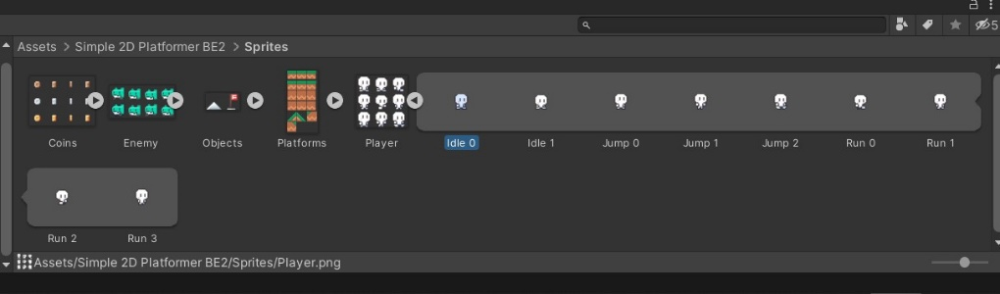 5
Assets > Simple 2D Platformer BE2 > Sprites
Coins Enemy Objects Platforms Player Idle 0 Idle 1 Jump 0 Jump 1 Jump 2 Run 0 Run 1
Run 2 Run 3
Assets/Simple 2D Platformer BE2/Sprites/Player.png